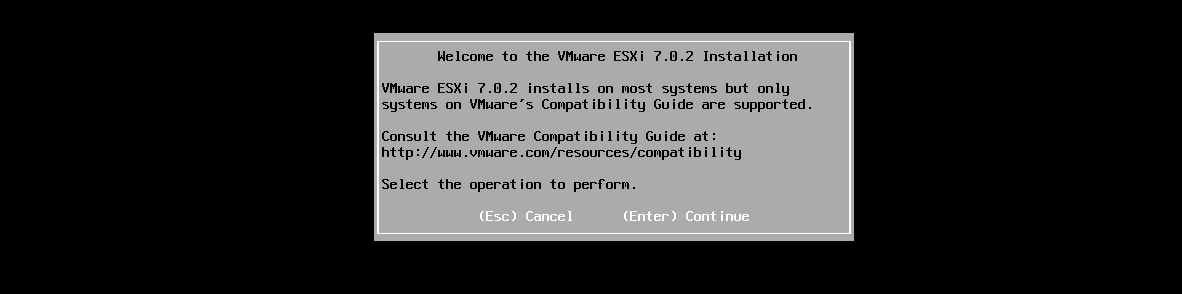 Welcome to the VMware ESXi 7.0.2 Installation
VMware ESXi 7.0.2 installs on most systems but only
systems on VMware's Compatibility Guide are supported.
Consult the VMware Compatibility Guide at:
http://www.vmware.com/resources/compatibility
Select the operation to perform.
(Esc) Cancel (Enter) Continue